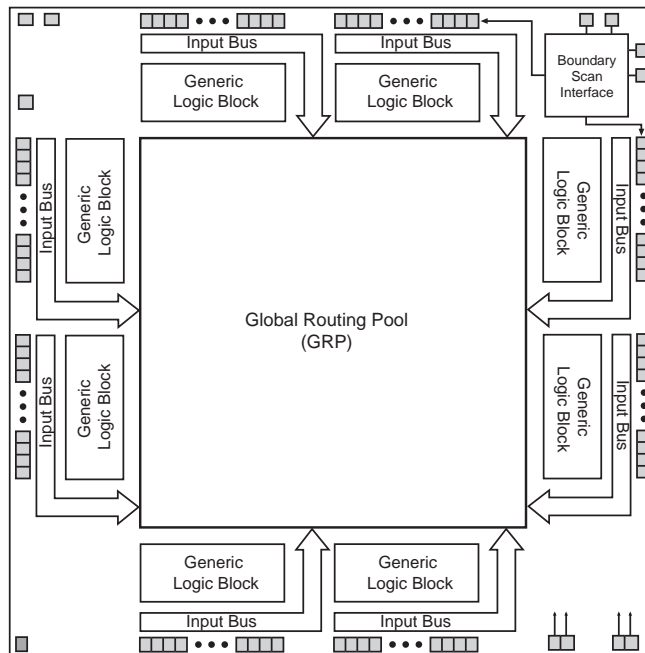 Input Bus
Input Bus
Generic
Logic Block
Generic
Logic Block
Boundary
Scan
Interface
Input Bus
Generic
Logic Block
Generic
Logic Block
Input Bus
Global Routing Pool
(GRP)
Input Bus
Generic
Logic Block
Generic
Logic Block
Input Bus
Generic
Logic Block
Generic
Logic Block
Input Bus
Input Bus